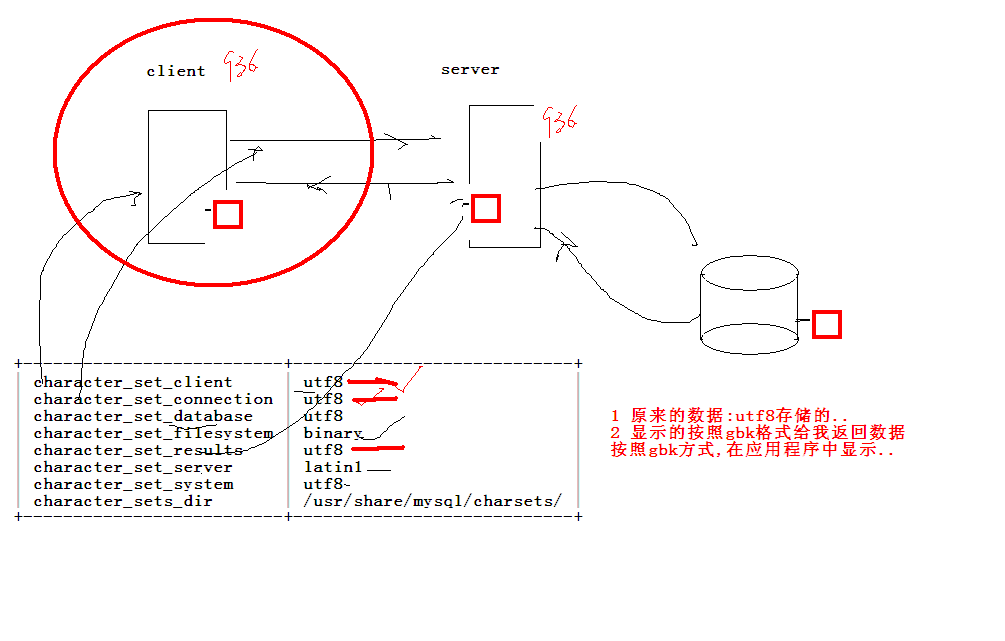 client 936
server
936
character_set_client utf8
character_set_connection utf8
character_set_database utf8
character_set_filesystem binary
character_set_results utf8
character_set_server latin1
character_set_system utf8
character_sets_dir /usr/share/mysql/charsets/
1 原来的数据:utf8存储的..
2 显示的按照gbk格式给我返回数据
按照gbk方式,在应用程序中显示..